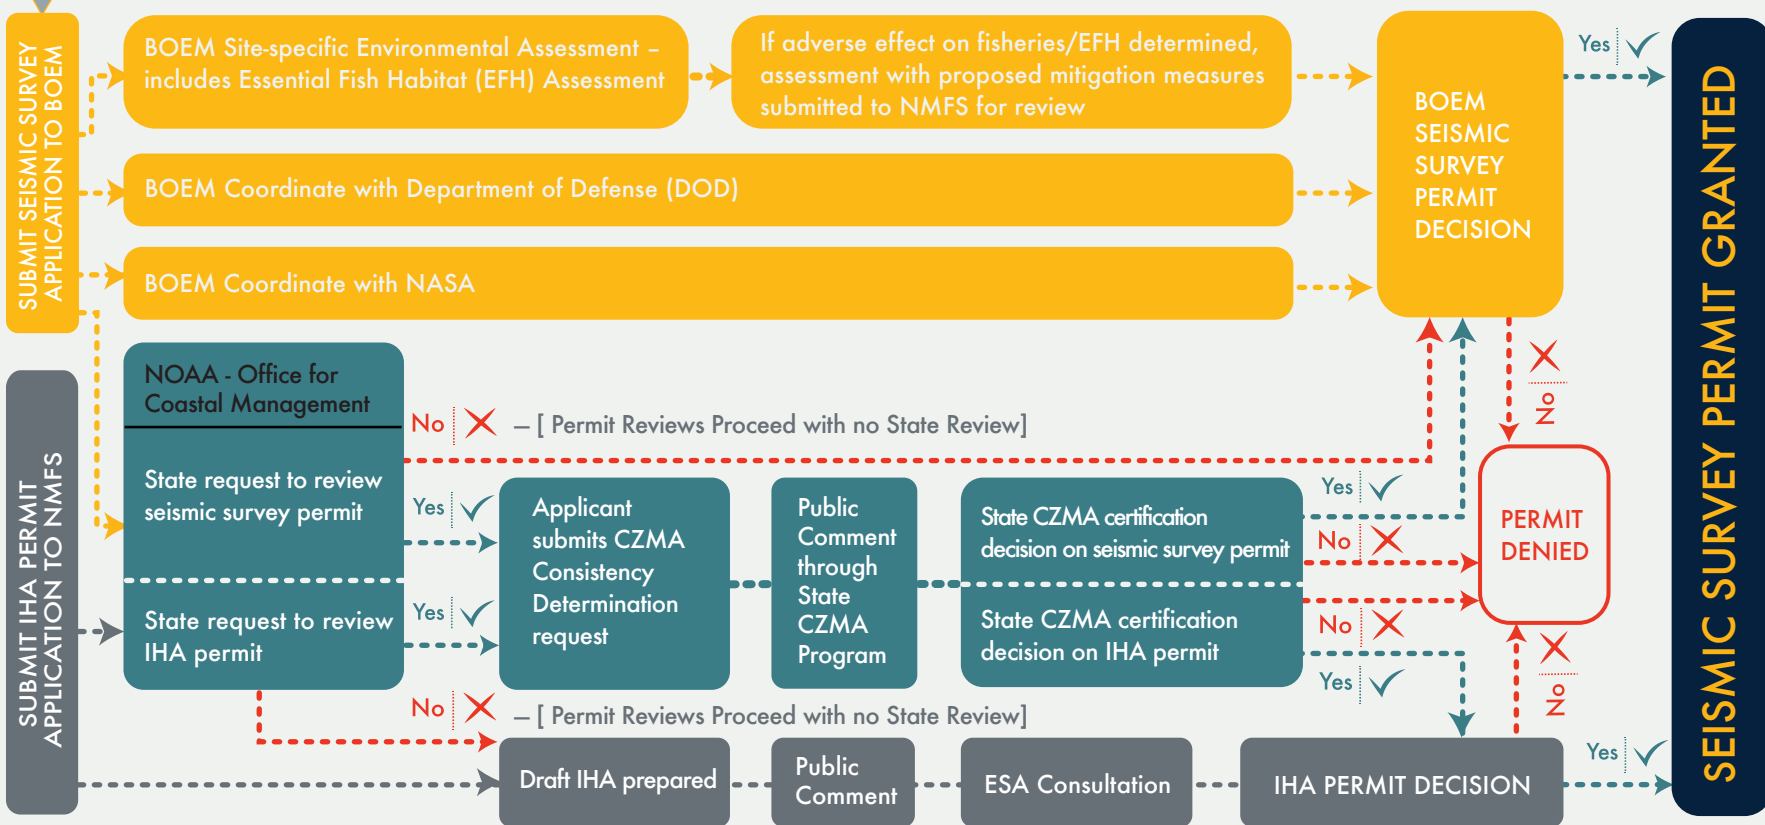 SUBMIT SEISMIC SURVEY
APPLICATION TO BOEM
BOEM Site-specific Environmental Assessment –
includes Essential Fish Habitat (EFH) Assessment
If adverse effect on fisheries/EFH determined,
assessment with proposed mitigation measures
submitted to NMFS for review
BOEM Coordinate with Department of Defense (DOD)
BOEM Coordinate with NASA
BOEM
SEISMIC
SURVEY
PERMIT
DECISION
Yes
SEISMIC SURVEY PERMIT GRANTED
No
SUBMIT IHA PERMIT
APPLICATION TO NMFS
NOAA - Office for
Coastal Management
No – [ Permit Reviews Proceed with no State Review]
State request to review
seismic survey permit
Yes
State request to review
IHA permit
Yes
Applicant
submits CZMA
Consistency
Determination
request
Public
Comment
through
State
CZMA
Program
State CZMA certification
decision on seismic survey permit
Yes
No
State CZMA certification
decision on IHA permit
No
Yes
PERMIT
DENIED
No
No – [ Permit Reviews Proceed with no State Review]
Draft IHA prepared
Public
Comment
ESA Consultation
IHA PERMIT DECISION
Yes